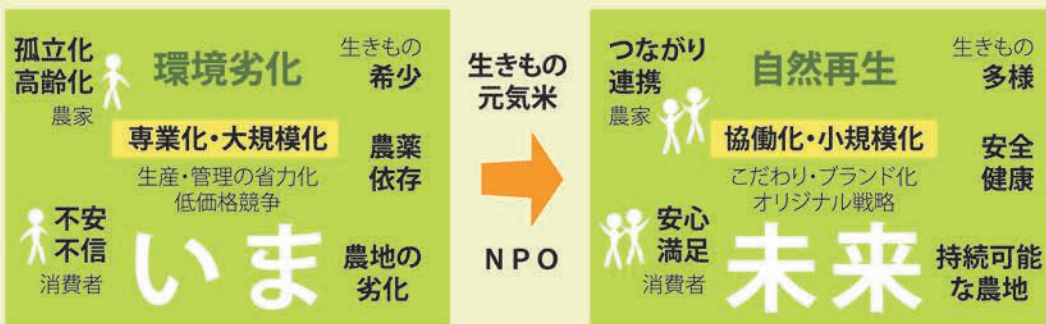 孤立化
高齢化
農家
環境劣化
生きもの
希少
専業化・大規模化
生産・管理の省力化
低価格競争
農薬
依存
不安
不信
消費者
いま
農地の
劣化
生きもの
元気米
NPO
つながり
連携
農家
自然再生
生きもの
多様
協働化・小規模化
こだわり・ブランド化
オリジナル戦略
安全
健康
安心
満足
消費者
未来
持続可能
な農地